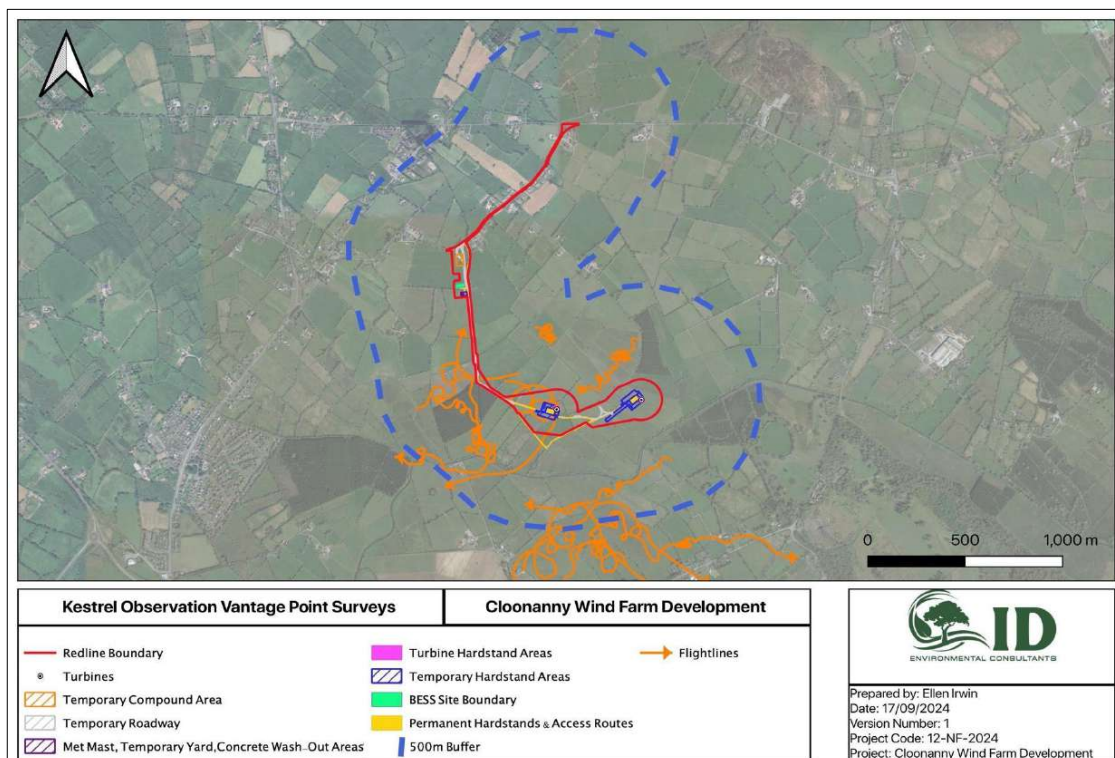 0 500 1,000 m
Kestrel Observation Vantage Point Surveys
Cloonanny Wind Farm Development
Redline Boundary
Turbines
Temporary Compound Area
Temporary Roadway
Met Mast, Temporary Yard,Concrete Wash-Out Areas
Turbine Hardstand Areas
Temporary Hardstand Areas
BESS Site Boundary
Permanent Hardstands & Access Routes
500m Buffer
Flightlines
ID
ENVIRONMENTAL CONSULTANTS
Prepared by: Ellen Irwin
Date: 17/09/2024
Version Number: 1
Project Code: 12-NF-2024
Project: Cloonanny Wind Farm Development